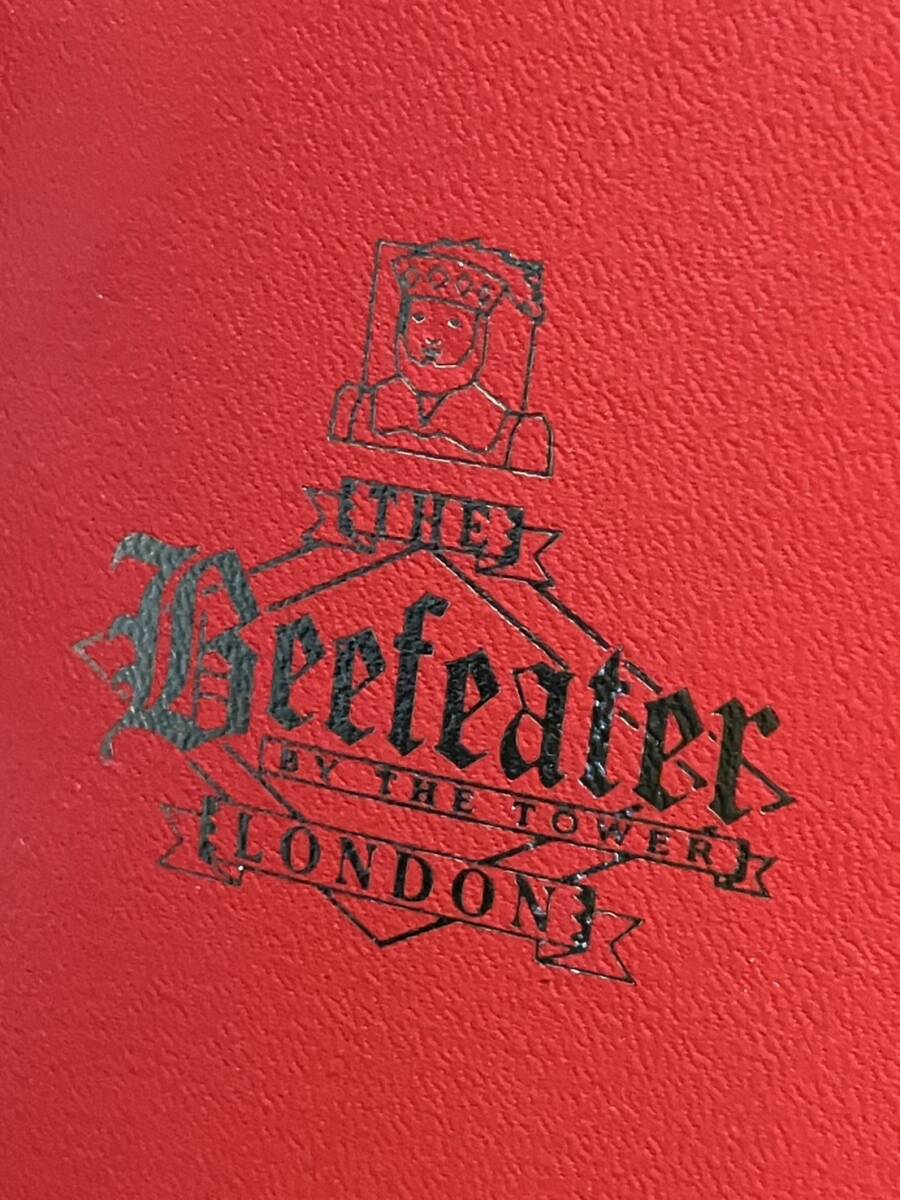 THE
Beefeater
BY THE TOWER
LONDON